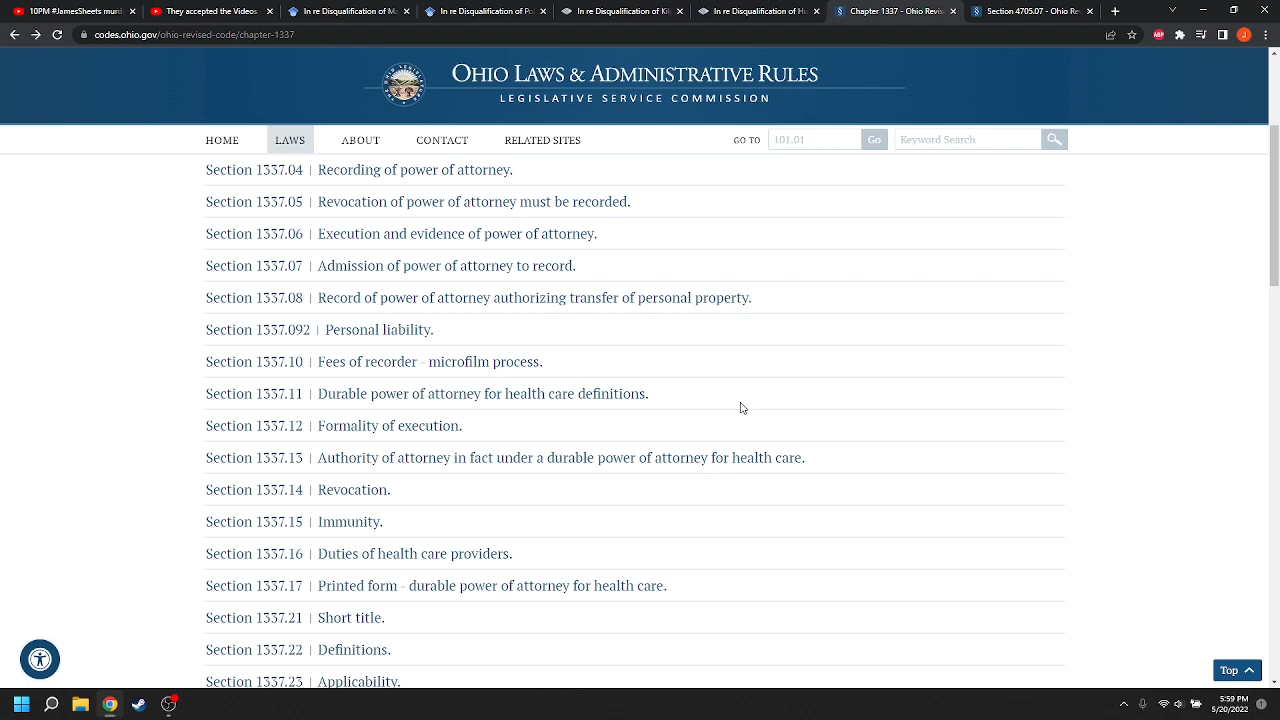 10PM #JamesSheets murd
They accepted the Videos
In re Disqualification of M
In re Disqualification of Po
In re Disqualification of Ki
In re Disqualification of H
Chapter 1337 - Ohio Revise
Section 4705.07 - Ohio Re
codes.ohio.gov/ohio-revised-code/chapter-1337
OHIO LAWS & ADMINISTRATIVE RULES
LEGISLATIVE SERVICE COMMISSION
HOME LAWS ABOUT CONTACT RELATED SITES GO TO 101.01 Go Keyword Search
Section 1337.04 | Recording of power of attorney.
Section 1337.05 | Revocation of power of attorney must be recorded.
Section 1337.06 | Execution and evidence of power of attorney.
Section 1337.07 | Admission of power of attorney to record.
Section 1337.08 | Record of power of attorney authorizing transfer of personal property.
Section 1337.092 | Personal liability.
Section 1337.10 | Fees of recorder - microfilm process.
Section 1337.11 | Durable power of attorney for health care definitions.
Section 1337.12 | Formality of execution.
Section 1337.13 | Authority of attorney in fact under a durable power of attorney for health care.
Section 1337.14 | Revocation.
Section 1337.15 | Immunity.
Section 1337.16 | Duties of health care providers.
Section 1337.17 | Printed form - durable power of attorney for health care.
Section 1337.21 | Short title.
Section 1337.22 | Definitions.
Section 1337.23 | Applicability.
Top
5:59 PM
5/20/2022